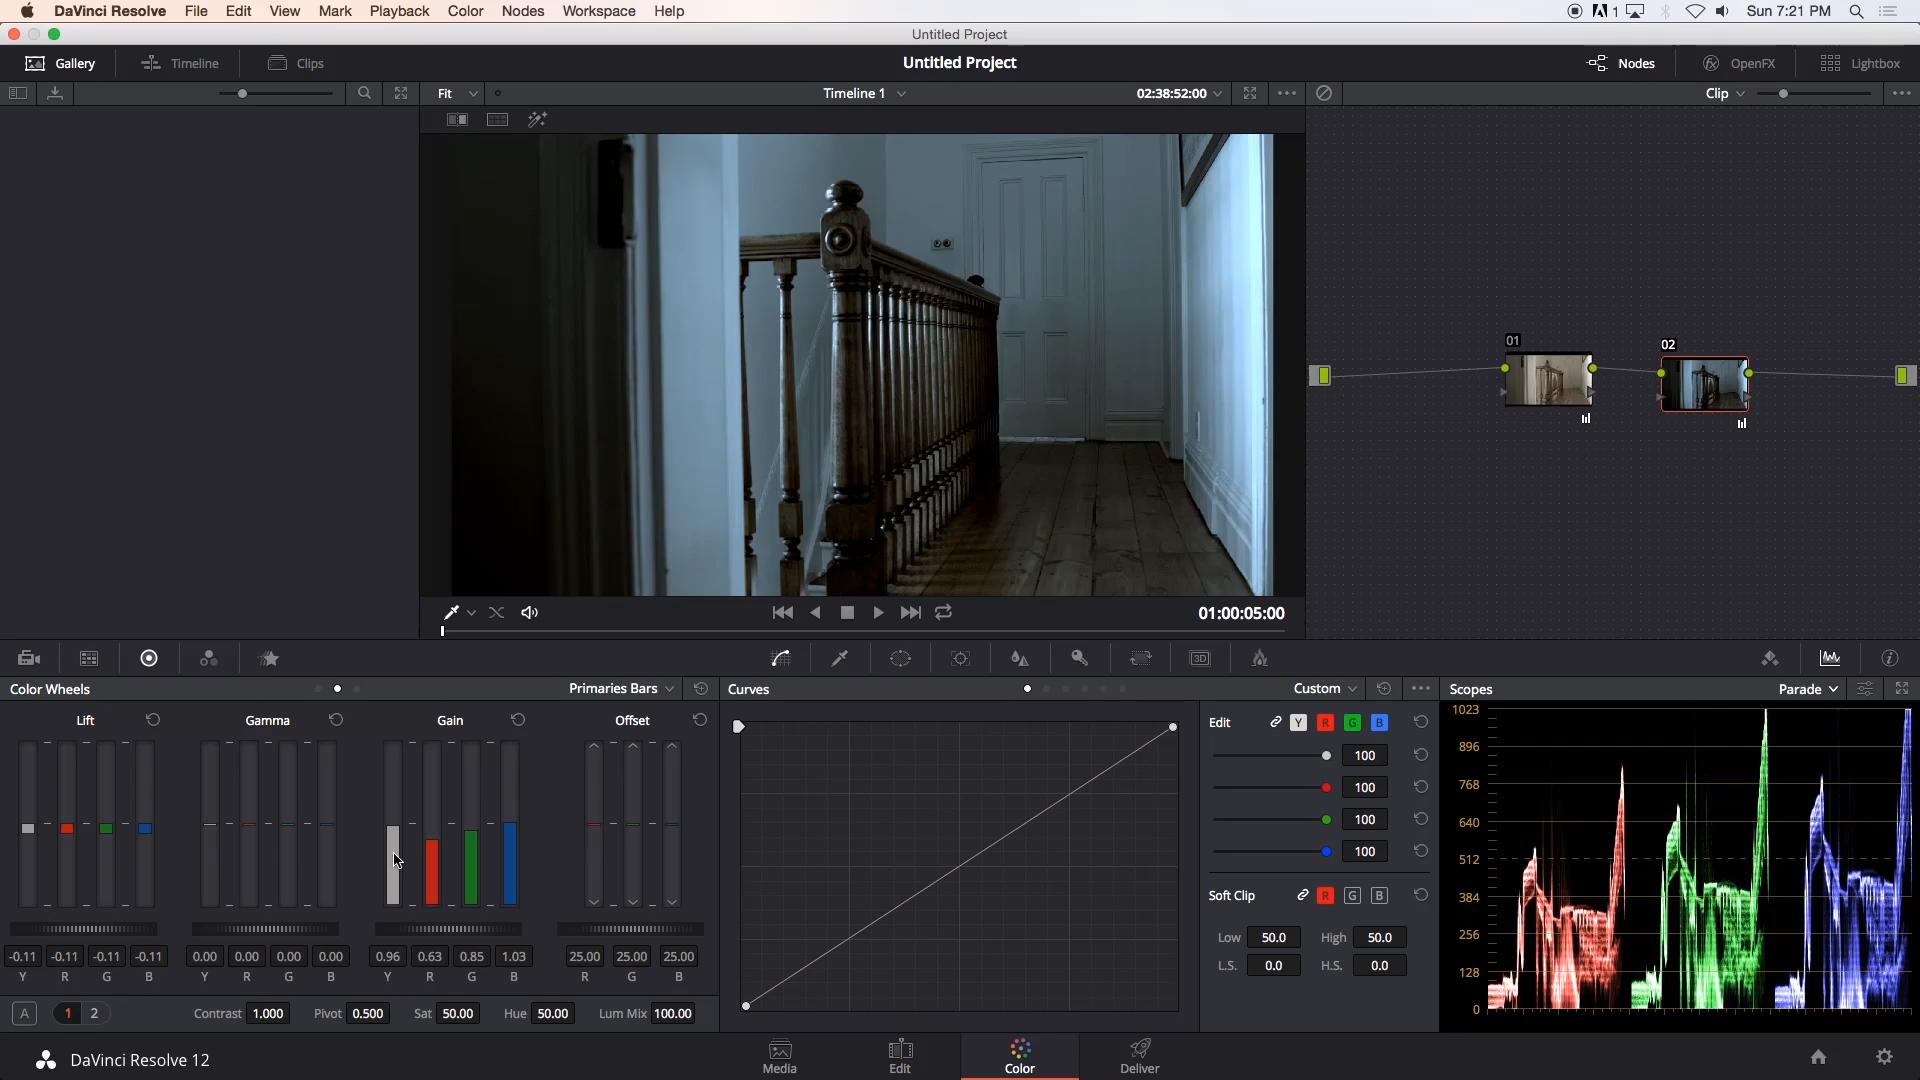 DaVinci Resolve File Edit View Mark Playback Color Nodes Workspace Help 1 Sun 7:21 PM
Untitled Project
Gallery Timeline Clips Untitled Project Nodes OpenFX Lightbox
Fit Timeline 1 02:38:52:00 Clip
01
02
01:00:05:00
3D
Color Wheels Primaries Bars Curves Custom Scopes Parade
Lift Gamma Gain Offset
Edit Y R G B
100
100
100
100
Soft Clip R G B
Low 50.0 High 50.0
L.S. 0.0 H.S. 0.0
1023
896
768
640
512
384
256
128
0
-0.11 -0.11 -0.11 -0.11 0.00 0.00 0.00 0.00 0.96 0.63 0.85 1.03 25.00 25.00 25.00
Y R G B Y R G B Y R G B R G B
A 1 2 Contrast 1.000 Pivot 0.500 Sat 50.00 Hue 50.00 Lum Mix 100.00
DaVinci Resolve 12 Media Edit Color Deliver